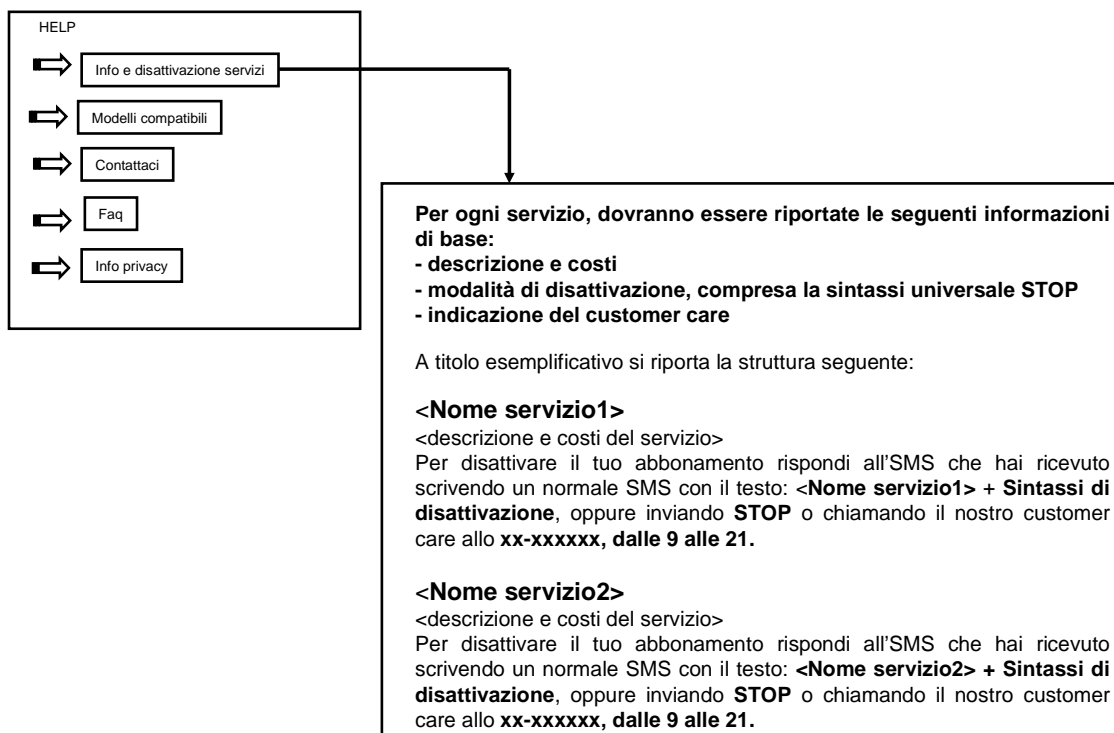 HELP
Info e disattivazione servizi
Modelli compatibili
Contattaci
Faq
Info privacy
Per ogni servizio, dovranno essere riportate le seguenti informazioni
di base:
- descrizione e costi
- modalità di disattivazione, compresa la sintassi universale STOP
- indicazione del customer care
A titolo esemplificativo si riporta la struttura seguente:
<Nome servizio1>
<descrizione e costi del servizio>
Per disattivare il tuo abbonamento rispondi all'SMS che hai ricevuto
scrivendo un normale SMS con il testo: <Nome servizio1> + Sintassi di
disattivazione, oppure inviando STOP o chiamando il nostro customer
care allo xx-xxxxxx, dalle 9 alle 21.
<Nome servizio2>
<descrizione e costi del servizio>
Per disattivare il tuo abbonamento rispondi all'SMS che hai ricevuto
scrivendo un normale SMS con il testo: <Nome servizio2> + Sintassi di
disattivazione, oppure inviando STOP o chiamando il nostro customer
care allo xx-xxxxxx, dalle 9 alle 21.